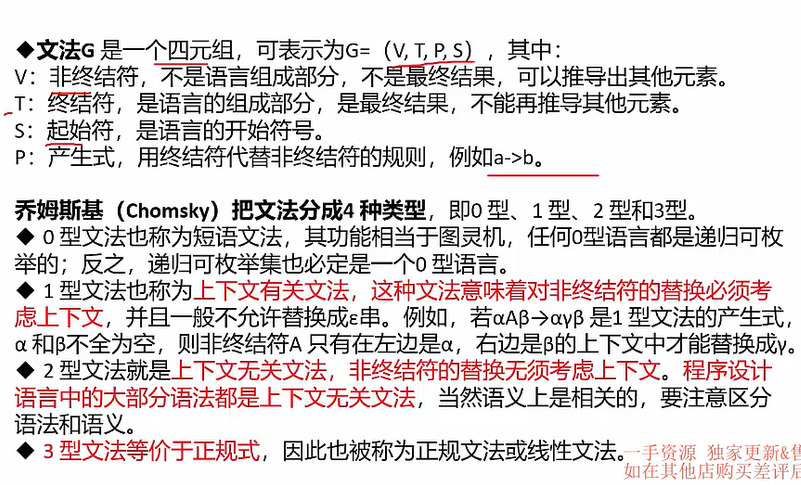 ◆文法G 是一个四元组，可表示为G=（V, T, P, S），其中：
V：非终结符，不是语言组成部分，不是最终结果，可以推导出其他元素。
T：终结符，是语言的组成部分，是最终结果，不能再推导其他元素。
S：起始符，是语言的开始符号。
P：产生式，用终结符代替非终结符的规则，例如a->b。
乔姆斯基（Chomsky）把文法分成4 种类型，即0 型、1 型、2 型和3型。
◆ 0 型文法也称为短语文法，其功能相当于图灵机，任何0型语言都是递归可枚
举的；反之，递归可枚举集也必定是一个0 型语言。
◆ 1 型文法也称为上下文有关文法，这种文法意味着对非终结符的替换必须考
虑上下文，并且一般不允许替换成ε串。例如，若αAβ→αγβ 是1 型文法的产生式，
α 和β不全为空，则非终结符A 只有在左边是α，右边是β的上下文中才能替换成γ。
◆ 2 型文法就是上下文无关文法，非终结符的替换无须考虑上下文。程序设计
语言中的大部分语法都是上下文无关文法，当然语义上是相关的，要注意区分
语法和语义。
◆ 3 型文法等价于正规式，因此也被称为正规文法或线性文法。
一手资源 独家更新&售
如在其他店购买差评后